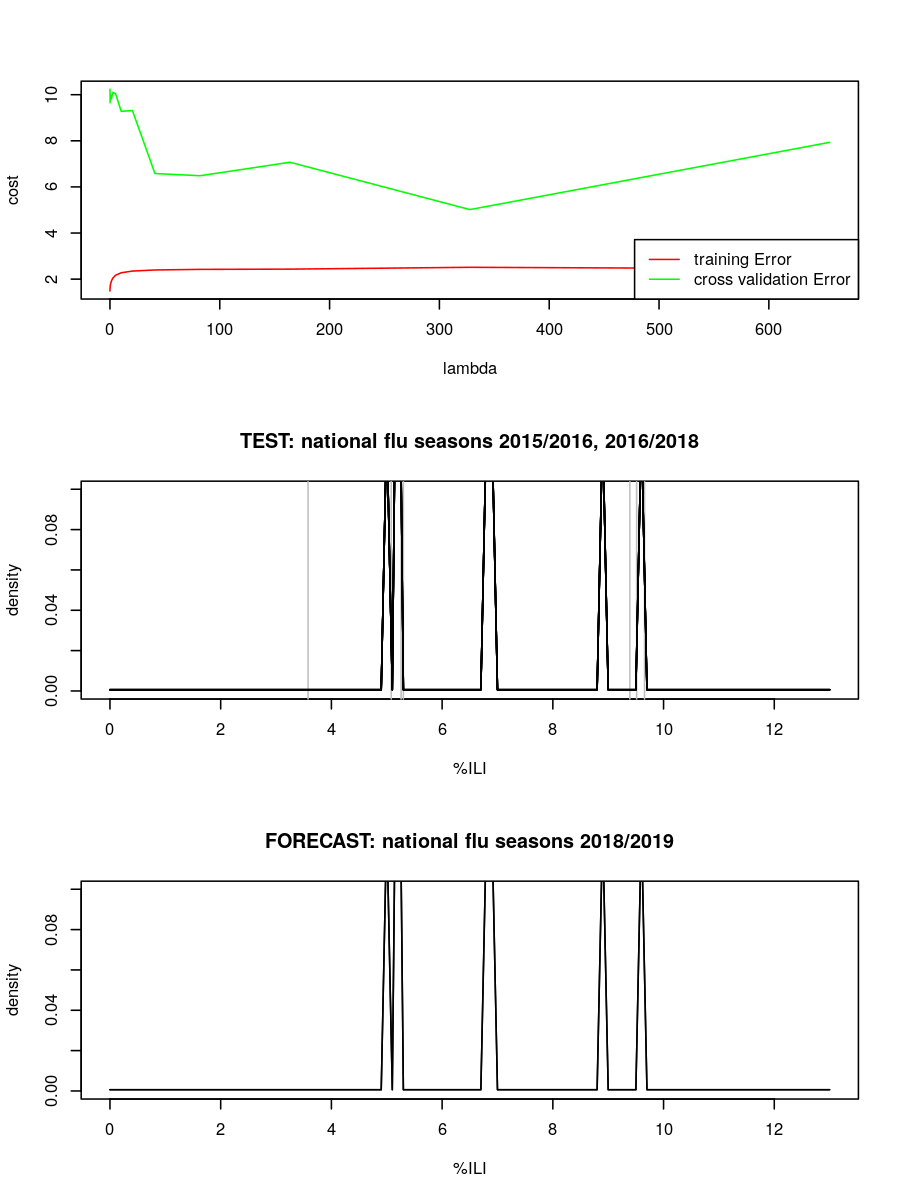 10
8
6
4
2
cost
training Error
cross validation Error
0 100 200 300 400 500 600
lambda
TEST: national flu seasons 2015/2016, 2016/2018
0.08
0.04
0.00
density
0 2 4 6 8 10 12
%ILI
FORECAST: national flu seasons 2018/2019
0.08
0.04
0.00
density
0 2 4 6 8 10 12
%ILI